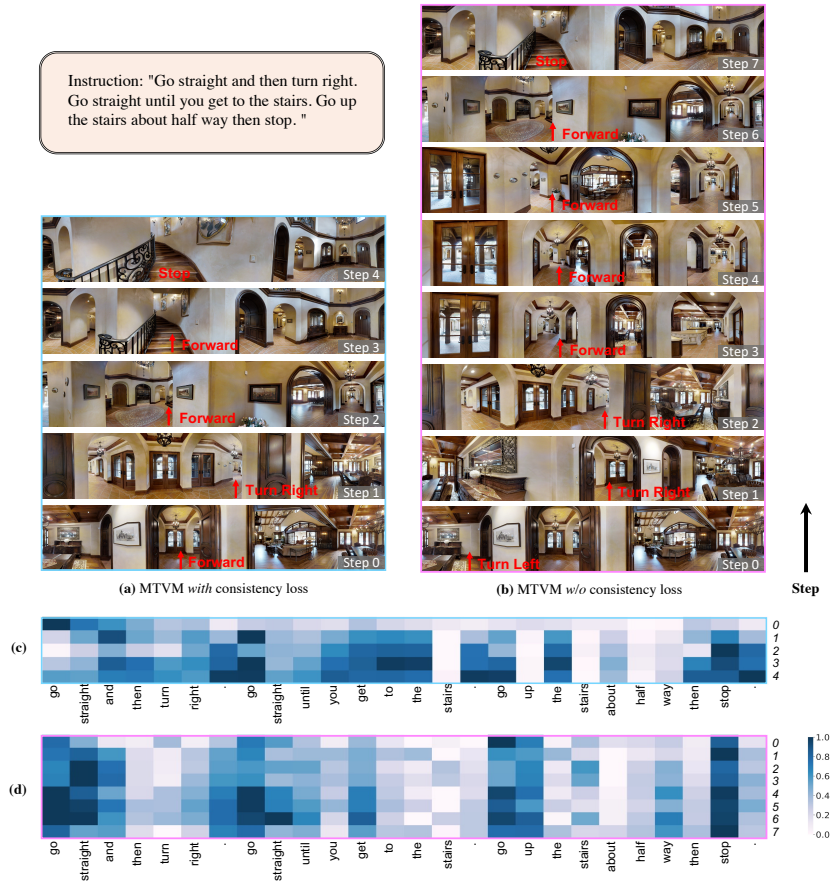 Instruction: "Go straight and then turn right.
Go straight until you get to the stairs. Go up
the stairs about half way then stop. "
Stop
Step 4
Forward
Step 3
Forward
Step 2
Turn Right
Step 1
Forward
Step 0
(a) MTVM with consistency loss
Stop
Step 7
Forward
Step 6
Forward
Step 5
Forward
Step 4
Forward
Step 3
Turn Right
Step 2
Turn Right
Step 1
Turn Left
Step 0
(b) MTVM w/o consistency loss
Step
(c)
0
1
2
3
4
go straight and then turn right . go straight until you get to the stairs . go up the stairs about half way then stop .
(d)
0
1
2
3
4
5
6
7
go straight and then turn right . go straight until you get to the stairs . go up the stairs about half way then stop .
1.0
0.8
0.6
0.4
0.2
0.0